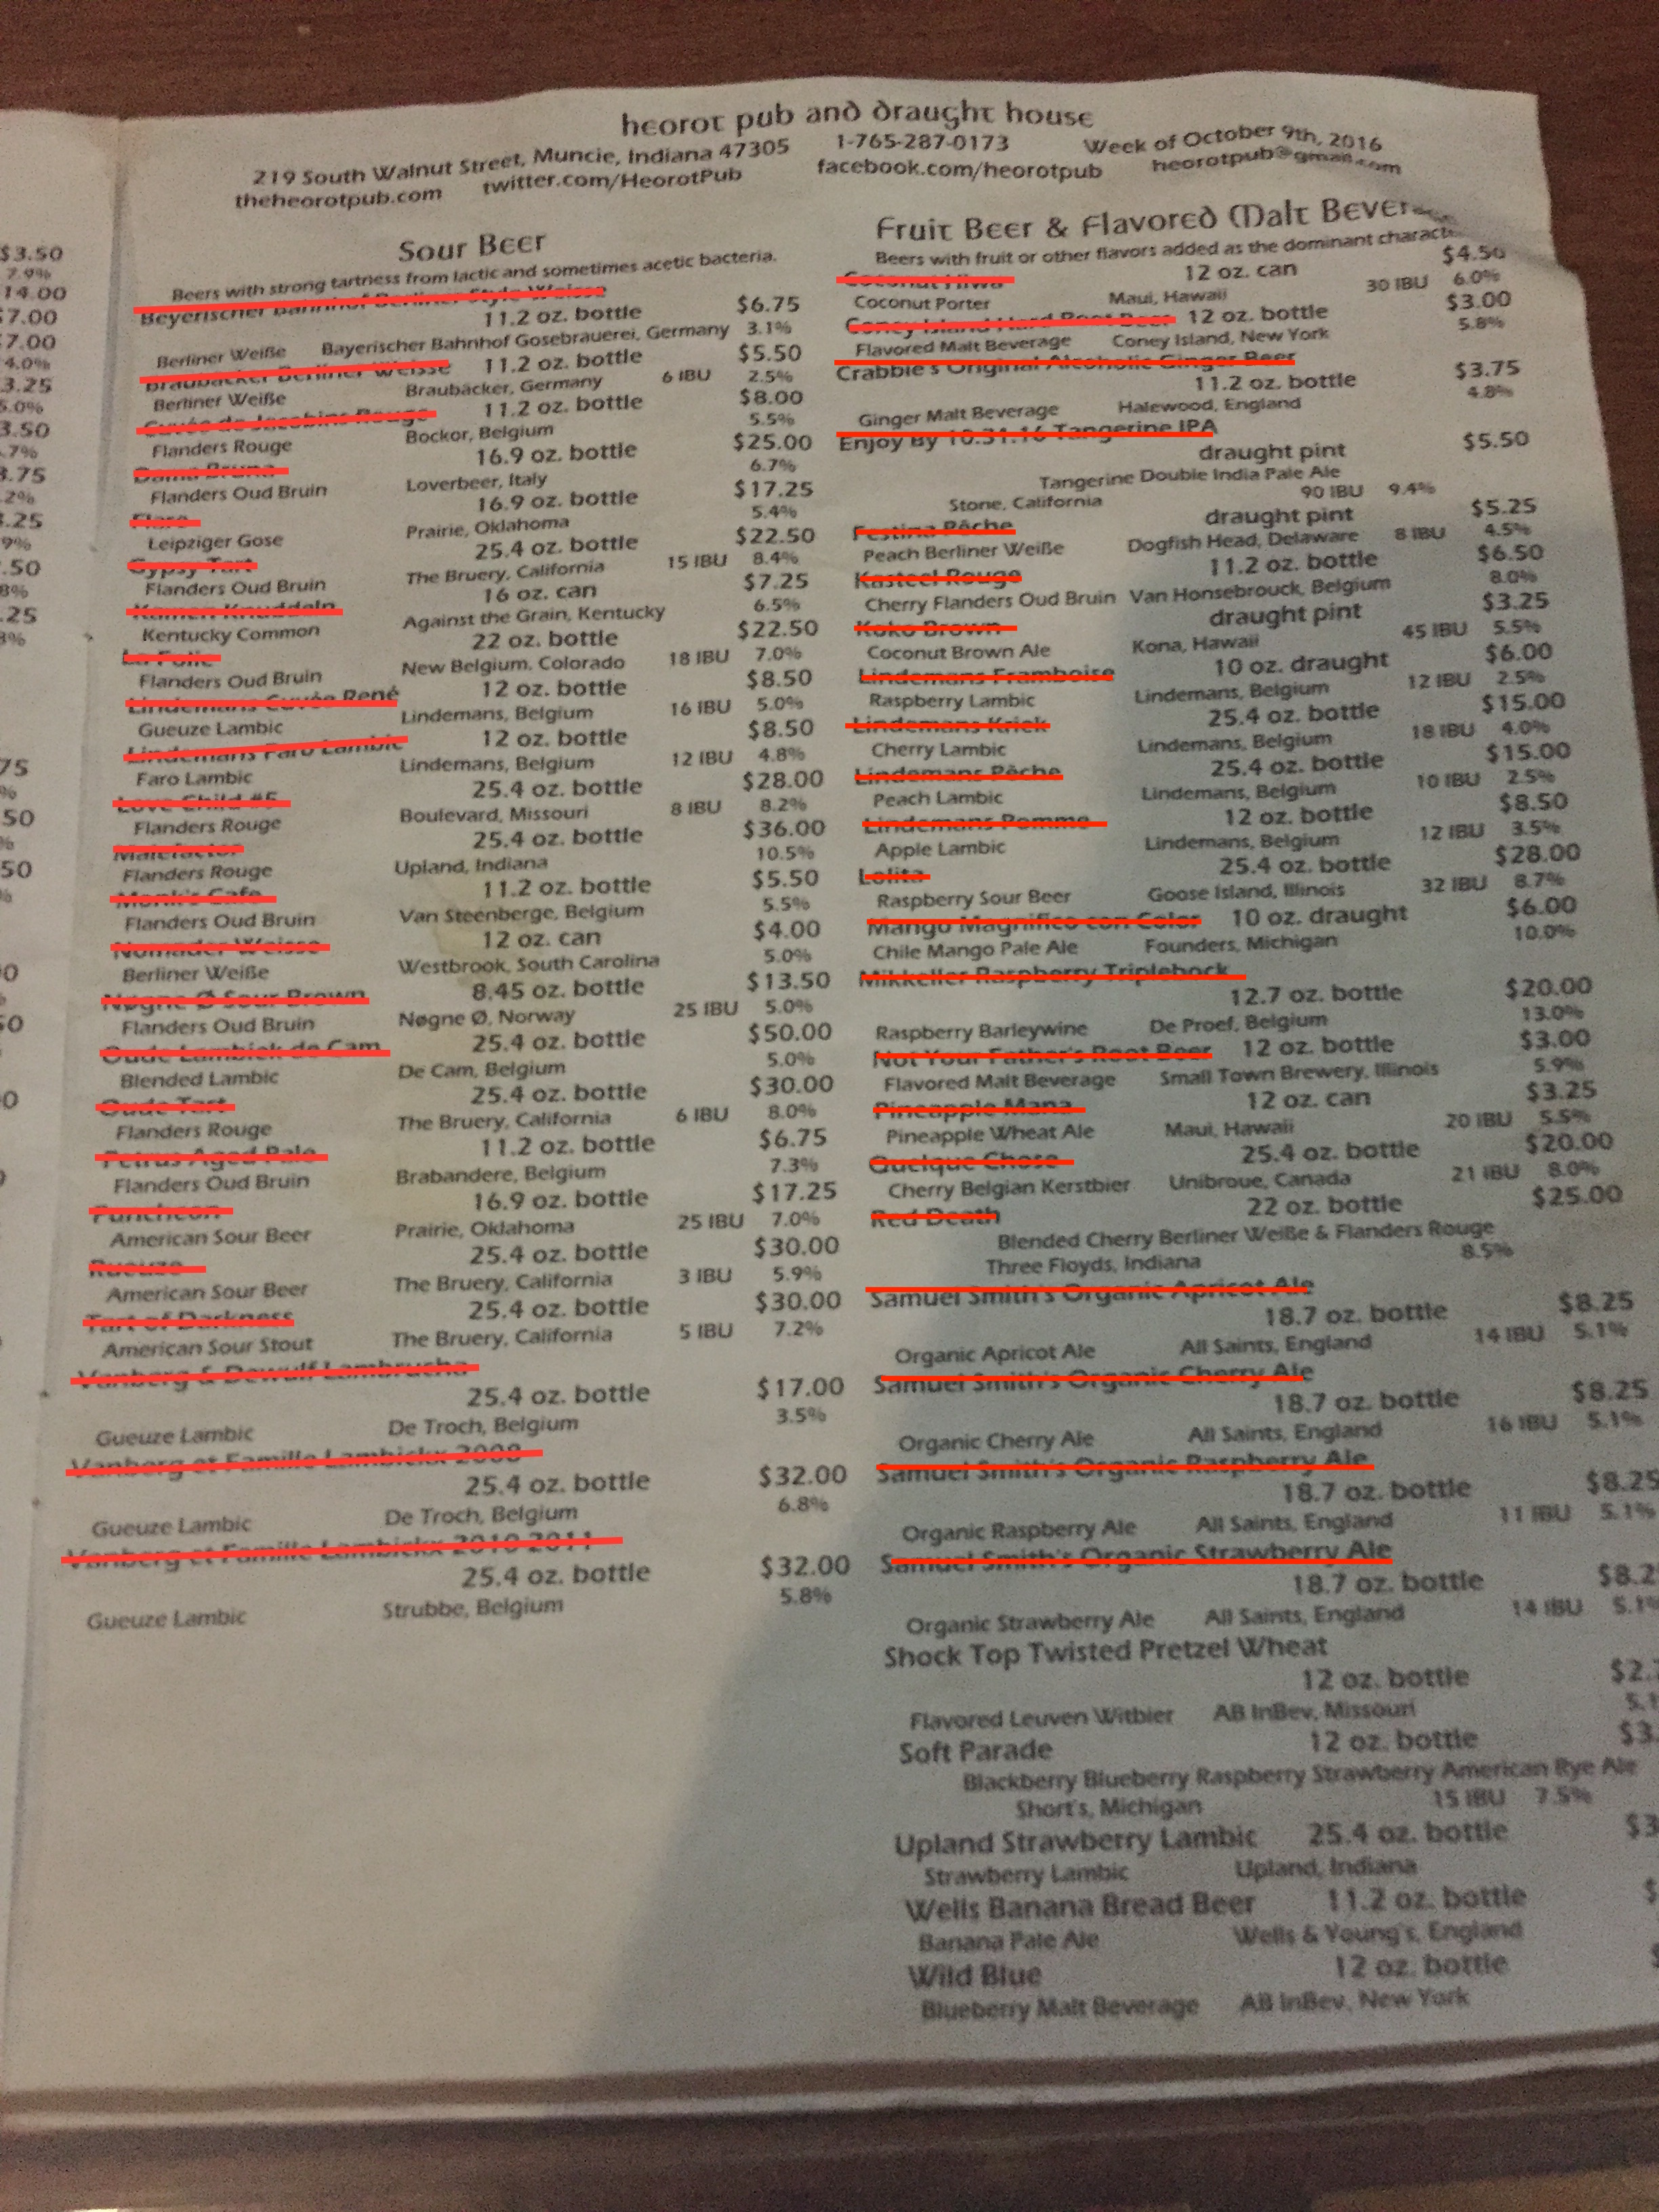 heorot pub and draught house
219 South Walnut Street, Muncie, Indiana 47305 1-765-287-0173 Week of October 9th, 2016
theheorotpub.com twitter.com/HeorotPub facebook.com/heorotpub heorotpub@gmail.com
$3.50
7.9%
14.00
$7.00
7.00
4.0%
3.25
5.0%
3.50
.7%
3.75
.2%
.25
9%
.50
8%
.25
8%
75
%
50
%
50
%
0
50
0
Sour Beer
Beers with strong tartness from lactic and sometimes acetic bacteria.
Beyerischer Bahnhof Berliner Style Weisse
11.2 oz. bottle $6.75
Berliner Weiße Bayerischer Bahnhof Gosebrauerei, Germany 3.1%
Braubäcker Berliner Weisse 11.2 oz. bottle $5.50
Berliner Weiße Braubäcker, Germany 6 IBU 2.5%
Cuvée de Jacobins Rouge 11.2 oz. bottle $8.00
Flanders Rouge Bockor, Belgium 5.5%
Dama Bruna 16.9 oz. bottle $25.00
Flanders Oud Bruin Loverbeer, Italy 6.7%
Flare 16.9 oz. bottle $17.25
Leipziger Gose Prairie, Oklahoma 5.4%
Gypsy Tart 25.4 oz. bottle $22.50
Flanders Oud Bruin The Bruery, California 15 IBU 8.4%
Kamen Knuddeln 16 oz. can $7.25
Kentucky Common Against the Grain, Kentucky 6.5%
La Folie 22 oz. bottle $22.50
Flanders Oud Bruin New Belgium, Colorado 18 IBU 7.0%
Lindemans Cuvée René 12 oz. bottle $8.50
Gueuze Lambic Lindemans, Belgium 16 IBU 5.0%
Lindemans Faro Lambic 12 oz. bottle $8.50
Faro Lambic Lindemans, Belgium 12 IBU 4.8%
Love Child #5 25.4 oz. bottle $28.00
Flanders Rouge Boulevard, Missouri 8 IBU 8.2%
Malefactor 25.4 oz. bottle $36.00
Flanders Rouge Upland, Indiana 10.5%
Monk's Cafe 11.2 oz. bottle $5.50
Flanders Oud Bruin Van Steenberge, Belgium 5.5%
Nomader Weisse 12 oz. can $4.00
Berliner Weiße Westbrook, South Carolina 5.0%
Nøgne Ø Sour Brown 8.45 oz. bottle $13.50
Flanders Oud Bruin Nøgne Ø, Norway 25 IBU 5.0%
Oude Lambiek de Cam 25.4 oz. bottle $50.00
Blended Lambic De Cam, Belgium 5.0%
Oude Tart 25.4 oz. bottle $30.00
Flanders Rouge The Bruery, California 6 IBU 8.0%
Petrus Aged Pale 11.2 oz. bottle $6.75
Flanders Oud Bruin Brabandere, Belgium 7.3%
Puncheon 16.9 oz. bottle $17.25
American Sour Beer Prairie, Oklahoma 25 IBU 7.0%
Rueuze 25.4 oz. bottle $30.00
American Sour Beer The Bruery, California 3 IBU 5.9%
Tart of Darkness 25.4 oz. bottle $30.00
American Sour Stout The Bruery, California 5 IBU 7.2%
Vanberg & Dewulf Lambrucha
25.4 oz. bottle $17.00
Gueuze Lambic De Troch, Belgium 3.5%
Vanberg et Famille Lambickx 2008
25.4 oz. bottle $32.00
Gueuze Lambic De Troch, Belgium 6.8%
Vanberg et Famille Lambickx 2010-2011
25.4 oz. bottle $32.00
Gueuze Lambic Strubbe, Belgium 5.8%
Fruit Beer & Flavored Malt Bever
Beers with fruit or other flavors added as the dominant charact
Coconut Hiwa 12 oz. can $4.50
Coconut Porter Maui, Hawaii 30 IBU 6.0%
Coney Island Hard Root Beer 12 oz. bottle $3.00
Flavored Malt Beverage Coney Island, New York 5.8%
Crabbie's Original Alcoholic Ginger Beer
11.2 oz. bottle $3.75
Ginger Malt Beverage Halewood, England 4.8%
Enjoy By 10.31.16 Tangerine IPA
draught pint $5.50
Tangerine Double India Pale Ale
Stone, California 90 IBU 9.4%
Festina Pêche draught pint $5.25
Peach Berliner Weiße Dogfish Head, Delaware 8 IBU 4.5%
Kasteel Rouge 11.2 oz. bottle $6.50
Cherry Flanders Oud Bruin Van Honsebrouck, Belgium 8.0%
Koko Brown draught pint $3.25
Coconut Brown Ale Kona, Hawaii 45 IBU 5.5%
Lindemans Framboise 10 oz. draught $6.00
Raspberry Lambic Lindemans, Belgium 12 IBU 2.5%
Lindemans Kriek 25.4 oz. bottle $15.00
Cherry Lambic Lindemans, Belgium 18 IBU 4.0%
Lindemans Pêche 25.4 oz. bottle $15.00
Peach Lambic Lindemans, Belgium 10 IBU 2.5%
Lindemans Pomme 12 oz. bottle $8.50
Apple Lambic Lindemans, Belgium 12 IBU 3.5%
Lolita 25.4 oz. bottle $28.00
Raspberry Sour Beer Goose Island, Illinois 32 IBU 8.7%
Mango Magnifico con Calor 10 oz. draught $6.00
Chile Mango Pale Ale Founders, Michigan 10.0%
Mikkeller Raspberry Triplebock
12.7 oz. bottle $20.00
Raspberry Barleywine De Proef, Belgium 13.0%
Not Your Father's Root Beer 12 oz. bottle $3.00
Flavored Malt Beverage Small Town Brewery, Illinois 5.9%
Pineapple Mana 12 oz. can $3.25
Pineapple Wheat Ale Maui, Hawaii 20 IBU 5.5%
Quelque Chose 25.4 oz. bottle $20.00
Cherry Belgian Kerstbier Unibroue, Canada 21 IBU 8.0%
Red Death 22 oz. bottle $25.00
Blended Cherry Berliner Weiße & Flanders Rouge
Three Floyds, Indiana 8.5%
Samuel Smith's Organic Apricot Ale
18.7 oz. bottle $8.25
Organic Apricot Ale All Saints, England 14 IBU 5.1%
Samuel Smith's Organic Cherry Ale
18.7 oz. bottle $8.25
Organic Cherry Ale All Saints, England 16 IBU 5.1%
Samuel Smith's Organic Raspberry Ale
18.7 oz. bottle $8.25
Organic Raspberry Ale All Saints, England 11 IBU 5.1%
Samuel Smith's Organic Strawberry Ale
18.7 oz. bottle $8.2
Organic Strawberry Ale All Saints, England 14 IBU 5.1%
Shock Top Twisted Pretzel Wheat
12 oz. bottle $2.
Flavored Leuven Witbier AB InBev, Missouri 5.1
Soft Parade 12 oz. bottle $3.
Blackberry Blueberry Raspberry Strawberry American Rye Ale
Short's, Michigan 15 IBU 7.5%
Upland Strawberry Lambic 25.4 oz. bottle $3
Strawberry Lambic Upland, Indiana
Wells Banana Bread Beer 11.2 oz. bottle $
Banana Pale Ale Wells & Young's, England
Wild Blue 12 oz. bottle
Blueberry Malt Beverage AB InBev, New York